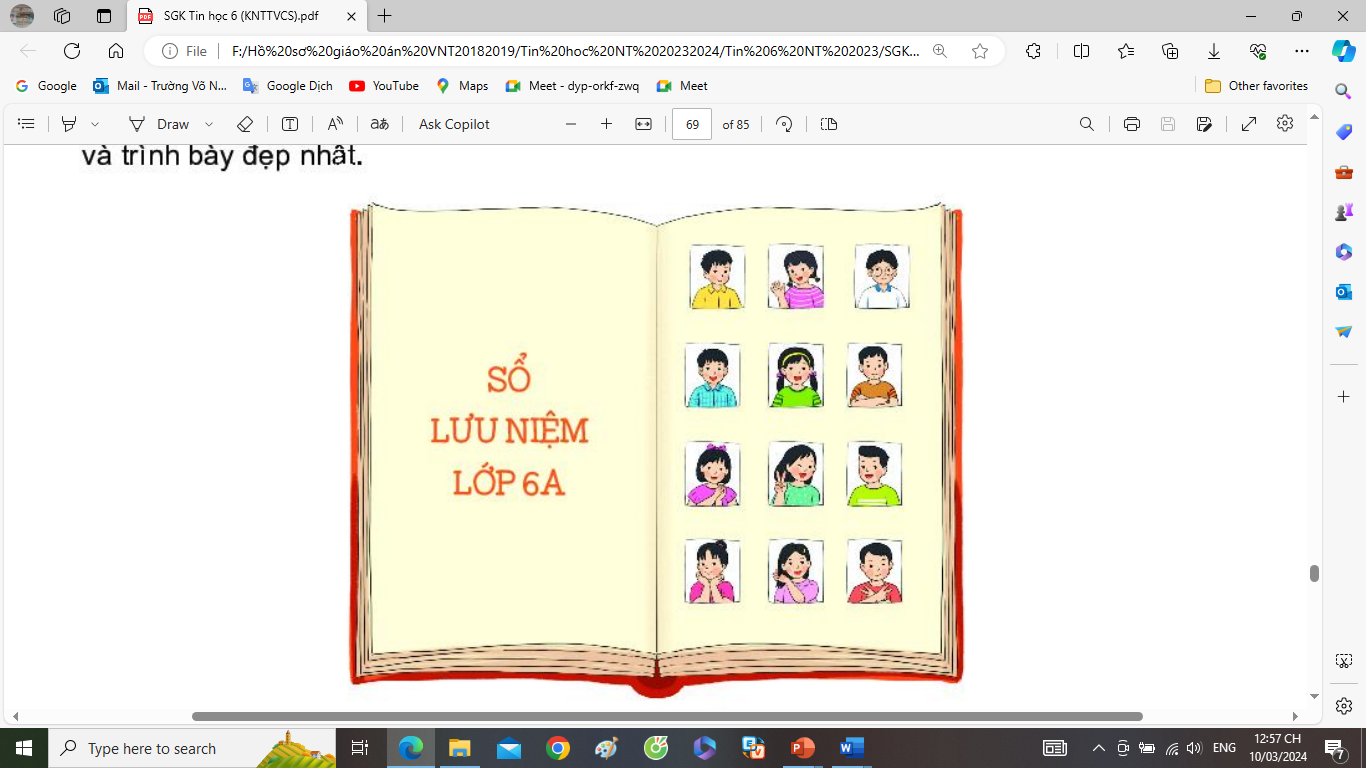 SGK Tin học 6 (KNTTVCS).pdf
File
F:/Hồ%20sơ%20giáo%20án%20VNT20182019/Tin%20hoc%20NT%2020232024/Tin%206%20NT%202023/SGK...
Google
Mail - Trường Võ N...
Google Dịch
YouTube
Maps
Meet - dyp-orkf-zwq
Meet
Other favorites
Draw
Ask Copilot
69
of 85
và trình bày đẹp nhất.
SỔ
LƯU NIỆM
LỚP 6A
Type here to search
ENG
12:57 CH
10/03/2024
7